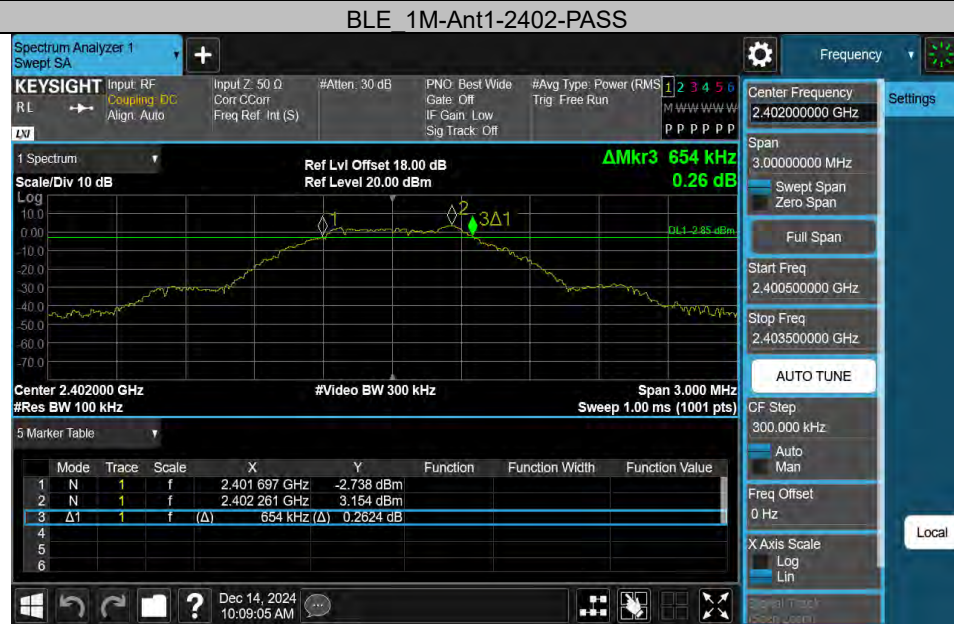 BLE_1M-Ant1-2402-PASS
Spectrum Analyzer 1
Swept SA
+
Frequency
KEYSIGHT
RL
LXI
Input: RF
Coupling: DC
Align: Auto
Input Z: 50 Ω
Corr CCorr
Freq Ref: Int (S)
#Atten: 30 dB
PNO: Best Wide
Gate: Off
IF Gain: Low
Sig Track: Off
#Avg Type: Power (RMS
Trig: Free Run
1 2 3 4 5 6
M W W W W W
P P P P P P
1 Spectrum
Scale/Div 10 dB
Ref Lvl Offset 18.00 dB
Ref Level 20.00 dBm
ΔMkr3 654 kHz
0.26 dB
Log
10.0
0.00
-10.0
-20.0
-30.0
-40.0
-50.0
-60.0
-70.0
1
2
3Δ1
DL1 -2.85 dBm
Center 2.402000 GHz
#Res BW 100 kHz
#Video BW 300 kHz
Span 3.000 MHz
Sweep 1.00 ms (1001 pts)
5 Marker Table
Mode Trace Scale X Y Function Function Width Function Value
1 N 1 f 2.401 697 GHz -2.738 dBm
2 N 1 f 2.402 261 GHz 3.154 dBm
3 Δ1 1 f (Δ) 654 kHz (Δ) 0.2624 dB
4
5
6
?
Dec 14, 2024
10:09:05 AM
Center Frequency
2.402000000 GHz
Span
3.00000000 MHz
Swept Span
Zero Span
Full Span
Start Freq
2.400500000 GHz
Stop Freq
2.403500000 GHz
AUTO TUNE
CF Step
300.000 kHz
Auto
Man
Freq Offset
0 Hz
X Axis Scale
Log
Lin
Signal Track
Settings
Local